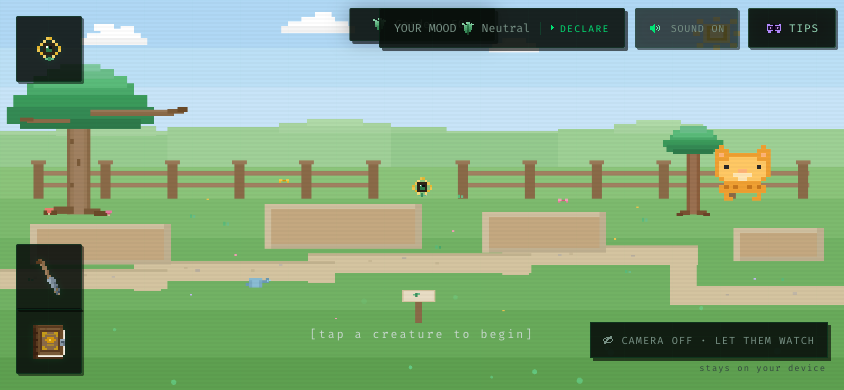 YOUR MOOD Neutral DECLARE
SOUND ON
TIPS
[tap a creature to begin]
CAMERA OFF · LET THEM WATCH
stays on your device